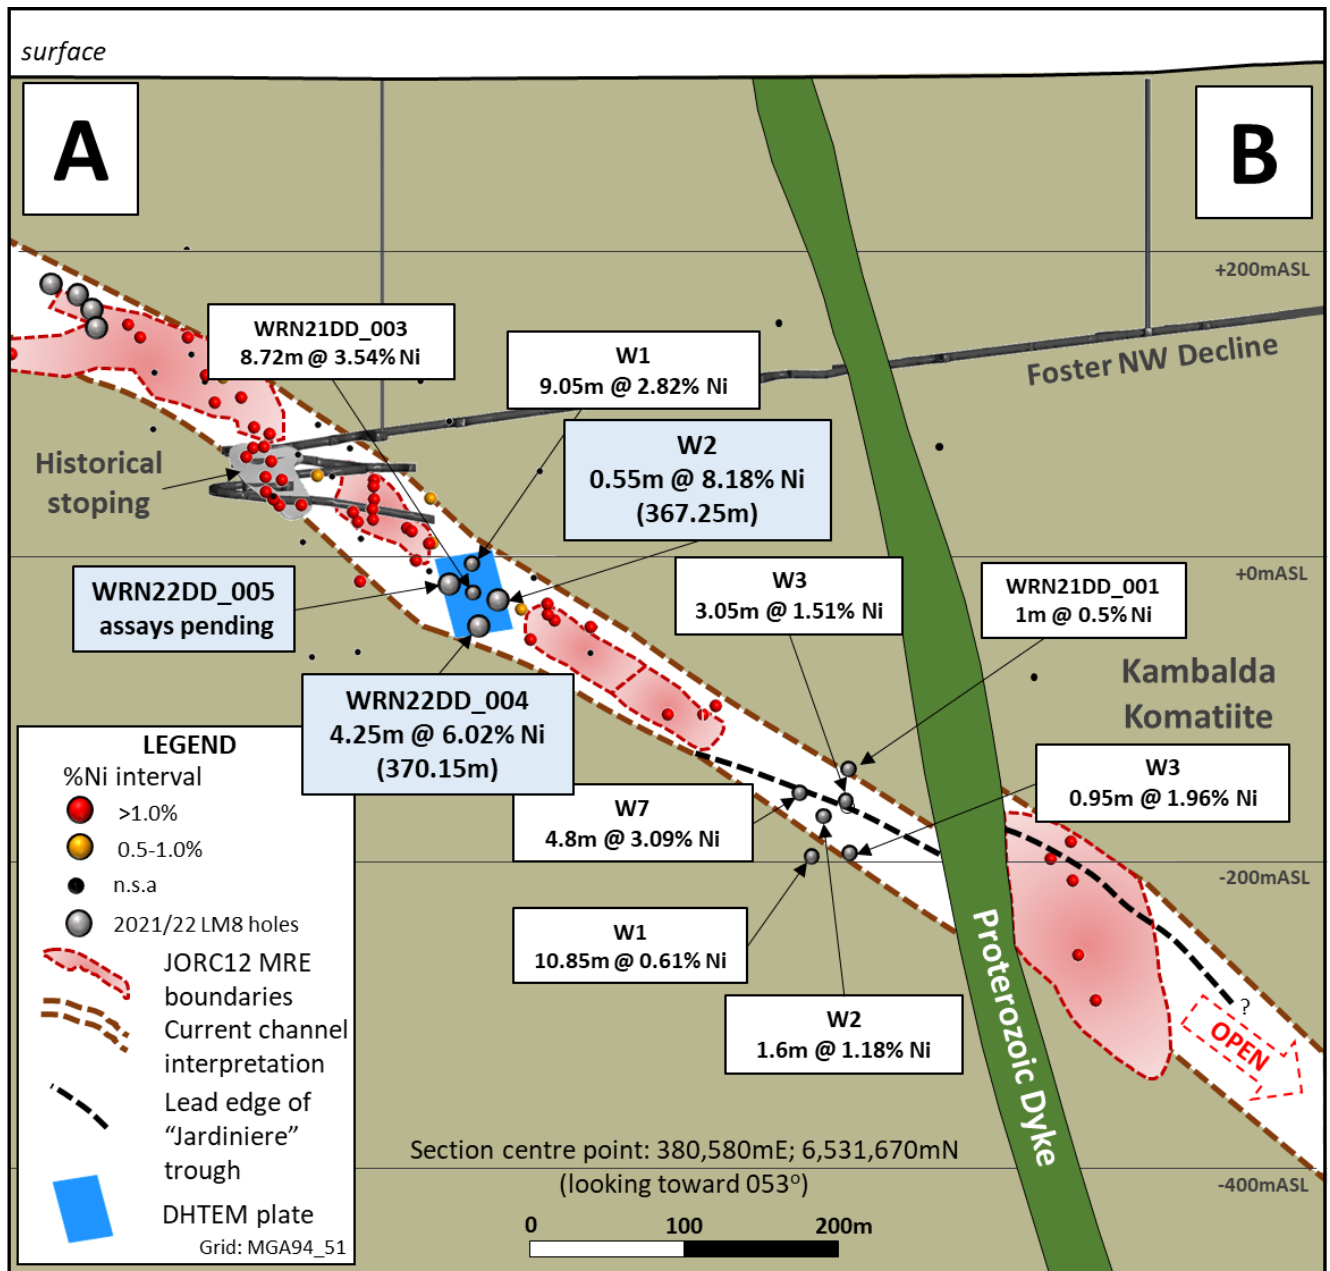 surface
A
B
+200mASL
WRN21DD_003
8.72m @ 3.54% Ni
W1
9.05m @ 2.82% Ni
Foster NW Decline
W2
0.55m @ 8.18% Ni
(367.25m)
Historical
stoping
+0mASL
WRN22DD_005
assays pending
W3
3.05m @ 1.51% Ni
WRN21DD_001
1m @ 0.5% Ni
Kambalda
Komatiite
WRN22DD_004
4.25m @ 6.02% Ni
(370.15m)
W3
0.95m @ 1.96% Ni
W7
4.8m @ 3.09% Ni
-200mASL
W1
10.85m @ 0.61% Ni
W2
1.6m @ 1.18% Ni
Proterozoic Dyke
?
OPEN
-400mASL
LEGEND
%Ni interval
>1.0%
0.5-1.0%
n.s.a
2021/22 LM8 holes
JORC12 MRE
boundaries
Current channel
interpretation
Lead edge of
“Jardiniere”
trough
DHTEM plate
Grid: MGA94_51
Section centre point: 380,580mE; 6,531,670mN
(looking toward 053°)
0 100 200m